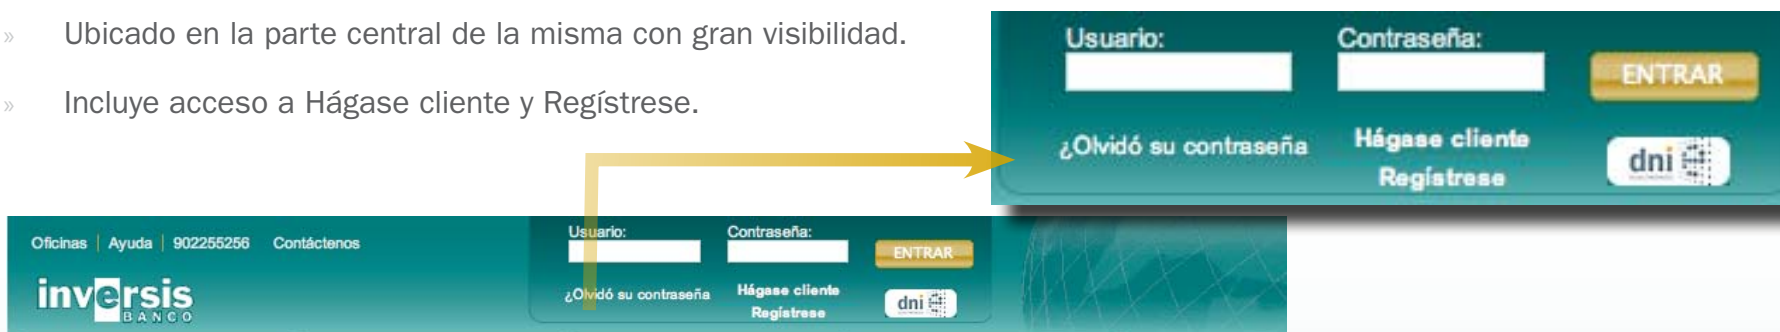 » Ubicado en la parte central de la misma con gran visibilidad.
» Incluye acceso a Hágase cliente y Regístrese.
Usuario: Contraseña:
ENTRAR
¿Olvidó su contraseña Hágase cliente
Regístrese
dni
Oficinas | Ayuda | 902255256 Contáctenos
Usuario: Contraseña:
ENTRAR
inversis
BANCO
¿Olvidó su contraseña Hágase cliente
Regístrese
dni